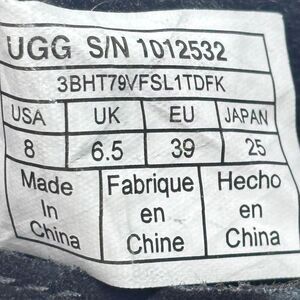 UGG S/N 1012532
3BHT79VFSL1TDFK
USA UK EU JAPAN
8 6.5 39 25
Made Fabrique Hecho
In en en
China Chine China